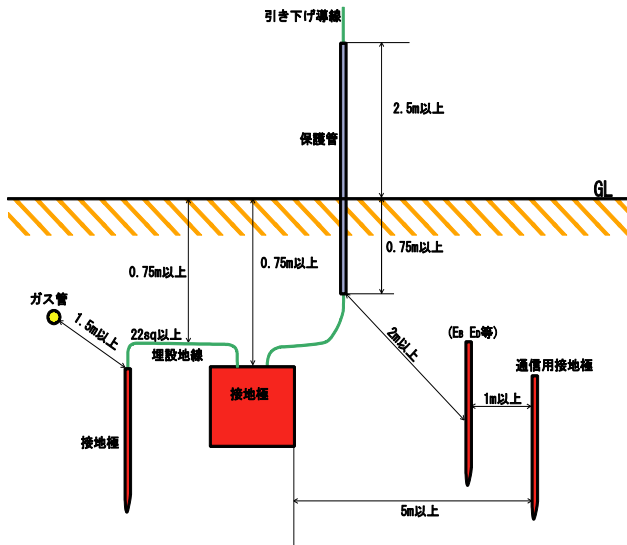 引き下げ導線
2.5m以上
保護管
GL
0.75m以上
0.75m以上
0.75m以上
ガス管
1.5m以上
22sq以上
埋設地線
2m以上
(EB ED等)
通信用接地極
接地極
1m以上
接地極
5m以上